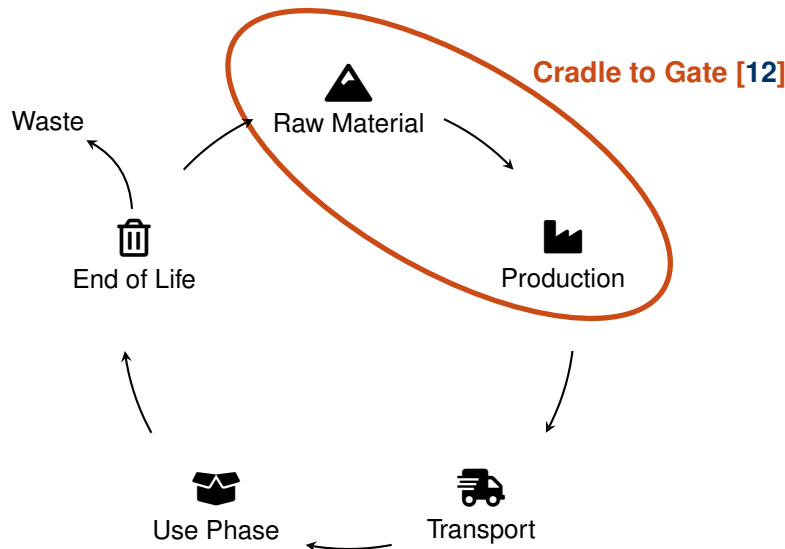 Cradle to Gate [12]
Raw Material
Waste
Production
End of Life
Use Phase
Transport